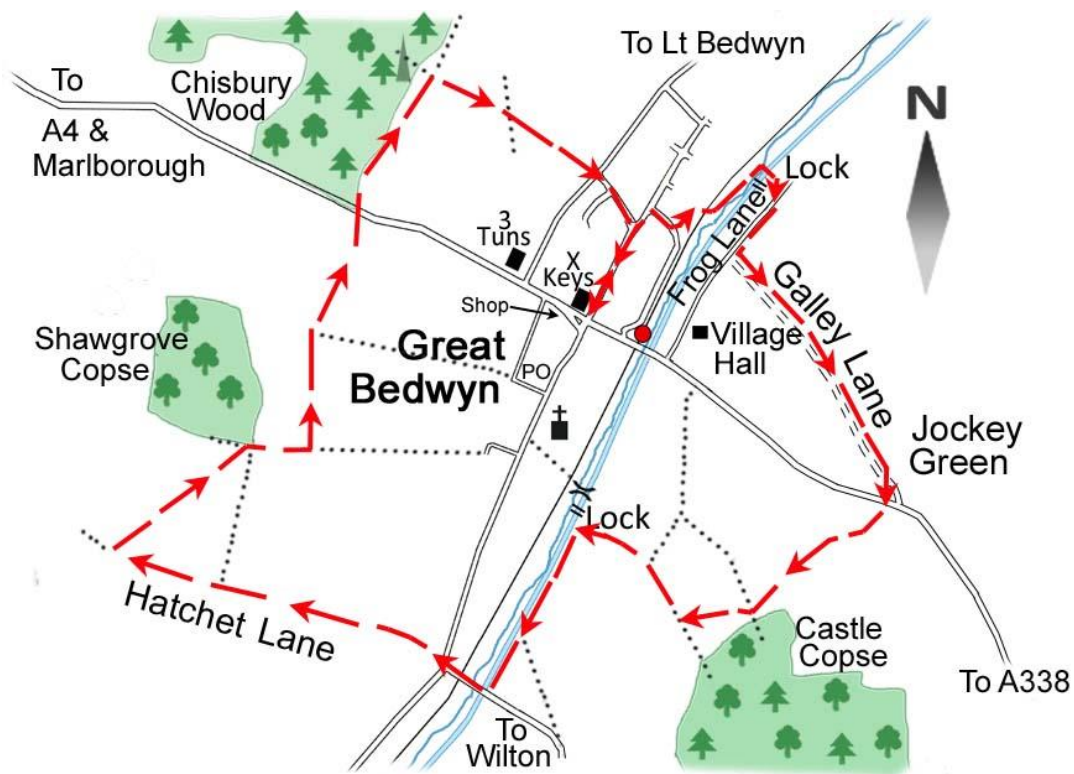 To Lt Bedwyn
To
A4 &
Marlborough
Chisbury
Wood
N
Lock
3
Tuns
X
Keys
Frog Lane
Galley Lane
Shop
Shawgrove
Copse
Great
Bedwyn
PO
Village
Hall
Jockey
Green
Lock
Hatchet Lane
Castle
Copse
To A338
To
Wilton